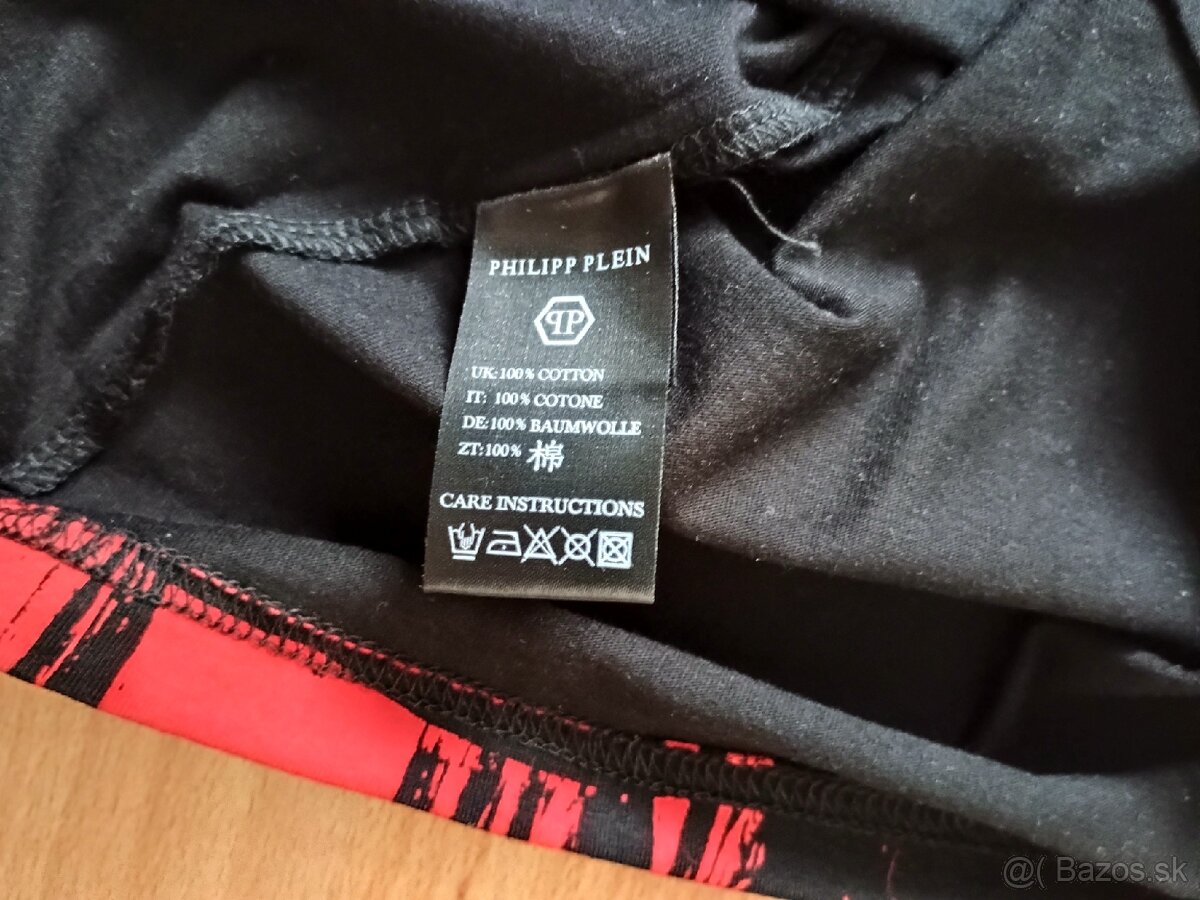 PHILIPP PLEIN
PP
UK:100% COTTON
IT: 100% COTONE
DE:100% BAUMWOLLE
ZT:100% 棉
CARE INSTRUCTIONS
@( Bazos.sk